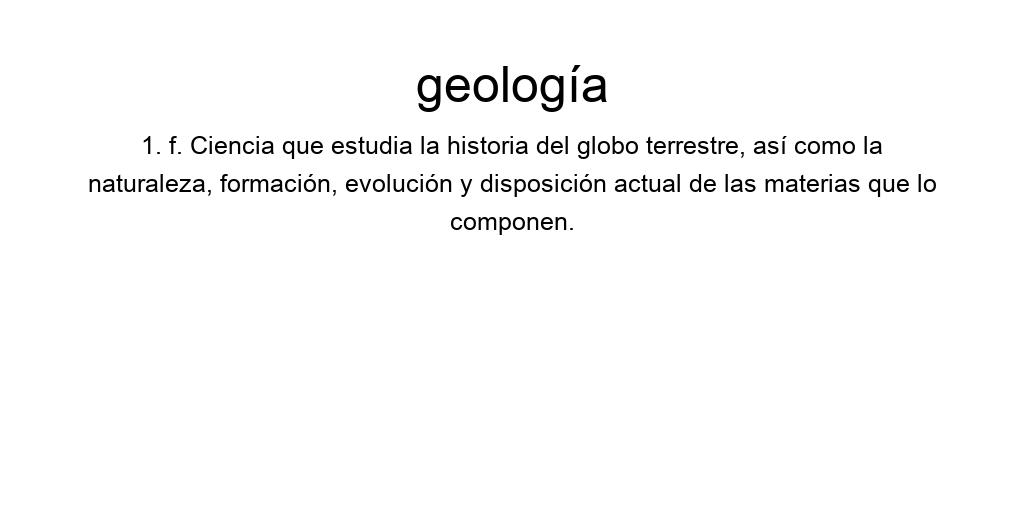 geología
1. f. Ciencia que estudia la historia del globo terrestre, así como la
naturaleza, formación, evolución y disposición actual de las materias que lo
componen.